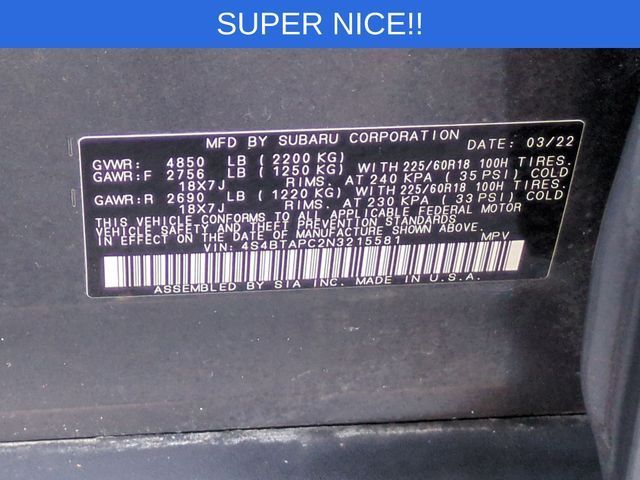 SUPER NICE!!
MFD BY SUBARU CORPORATION DATE: 03/22
GVWR: 4850 LB (2200 KG)
GAWR:F 2756 LB (1250 KG) WITH 225/60R18 100H TIRES.
18X7J RIMS. AT 240 KPA (35 PSI) COLD
GAWR:R 2690 LB (1220 KG) WITH 225/60R18 100H TIRES.
18X7J RIMS. AT 230 KPA (33 PSI) COLD
THIS VEHICLE CONFORMS TO ALL APPLICABLE FEDERAL MOTOR
VEHICLE SAFETY AND THEFT PREVENTION STANDARDS
IN EFFECT ON THE DATE OF MANUFACTURE SHOWN ABOVE.
VIN: 4S4BTAPC2N3215581 MPV
ASSEMBLED BY SIA INC. MADE IN U.S.A.